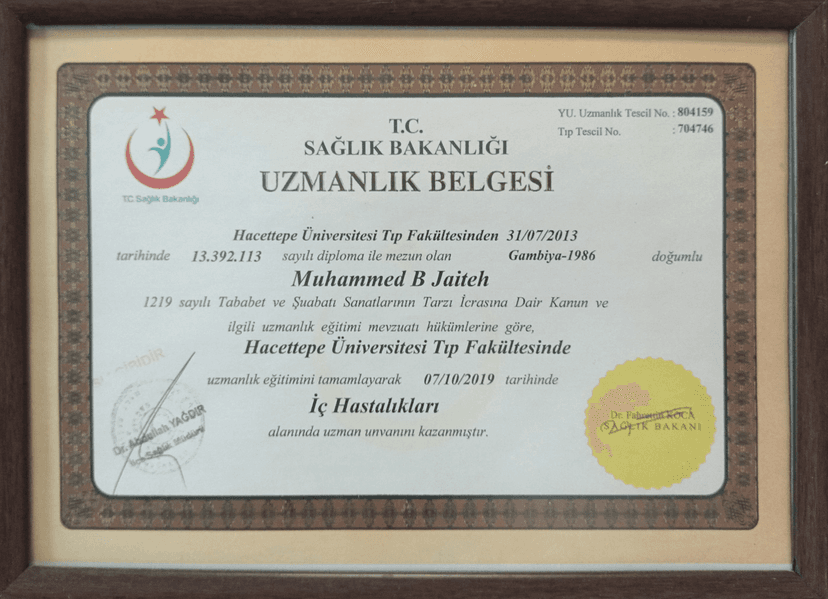 YU. Uzmanlık Tescil No. : 804159
Tıp Tescil No. : 704746
T.C. Sağlık Bakanlığı
T.C.
SAĞLIK BAKANLIĞI
UZMANLIK BELGESİ
Hacettepe Üniversitesi Tıp Fakültesinden 31/07/2013
tarihinde 13.392.113 sayılı diploma ile mezun olan Gambiya-1986 doğumlu
Muhammed B Jaiteh
1219 sayılı Tababet ve Şuabatı Sanatlarının Tarzı İcrasına Dair Kanun ve
ilgili uzmanlık eğitimi mevzuatı hükümlerine göre,
Hacettepe Üniversitesi Tıp Fakültesinde
uzmanlık eğitimini tamamlayarak 07/10/2019 tarihinde
İç Hastalıkları
alanında uzman unvanını kazanmıştır.
Dr. Abdullah YAĞDIR
Sağlık Müdürü
Dr. Fahrettin KOCA
SAĞLIK BAKANI